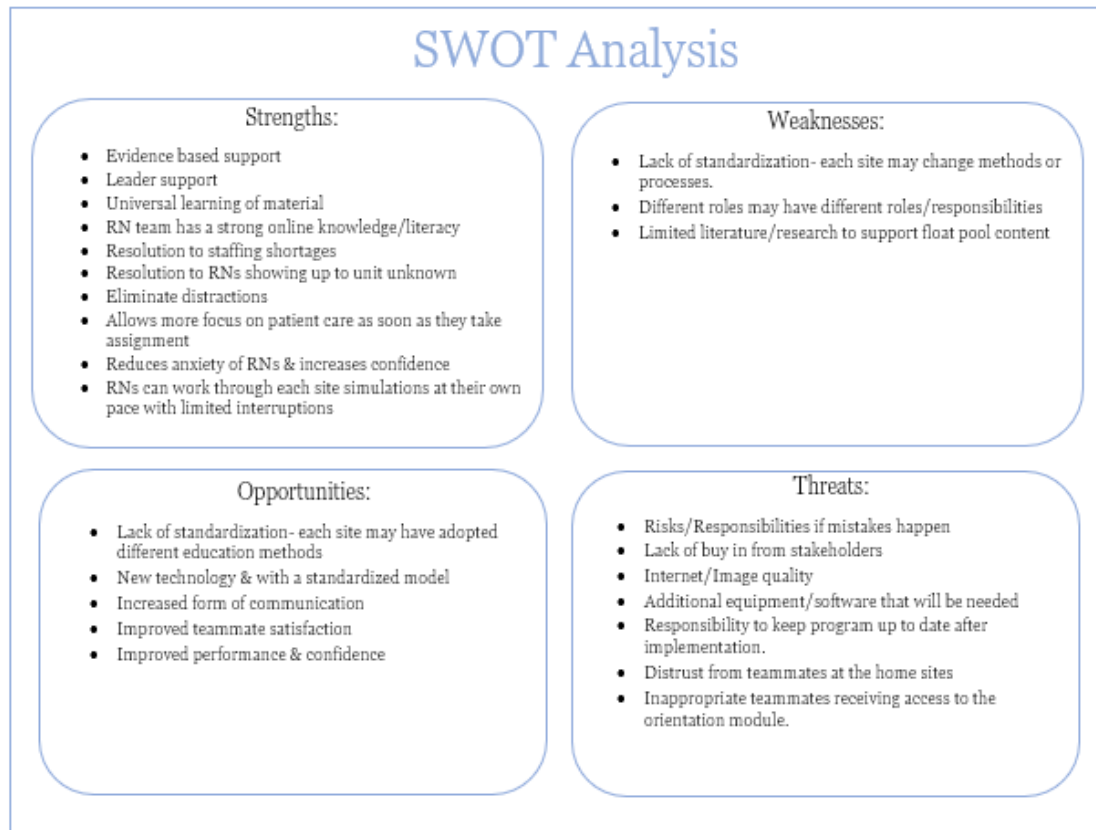 SWOT Analysis
Strengths:
• Evidence based support
• Leader support
• Universal learning of material
• RN team has a strong online knowledge/literacy
• Resolution to staffing shortages
• Resolution to RNs showing up to unit unknown
• Eliminate distractions
• Allows more focus on patient care as soon as they take
assignment
• Reduces anxiety of RNs & increases confidence
• RNs can work through each site simulations at their own
pace with limited interruptions
Weaknesses:
• Lack of standardization- each site may change methods or
processes.
• Different roles may have different roles/responsibilities
• Limited literature/research to support float pool content
Opportunities:
• Lack of standardization- each site may have adopted
different education methods
• New technology & with a standardized model
• Increased form of communication
• Improved teammate satisfaction
• Improved performance & confidence
Threats:
• Risks/Responsibilities if mistakes happen
• Lack of buy in from stakeholders
• Internet/Image quality
• Additional equipment/software that will be needed
• Responsibility to keep program up to date after
implementation.
• Distrust from teammates at the home sites
• Inappropriate teammates receiving access to the
orientation module.